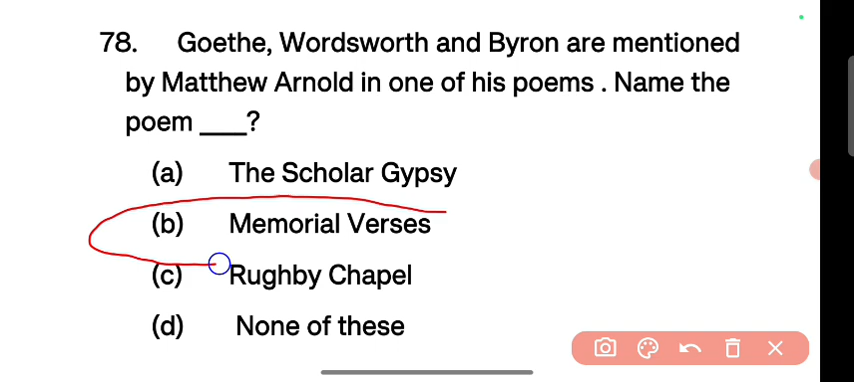 78. Goethe, Wordsworth and Byron are mentioned
by Matthew Arnold in one of his poems . Name the
poem ___?
(a) The Scholar Gypsy
(b) Memorial Verses
(c) Rughby Chapel
(d) None of these